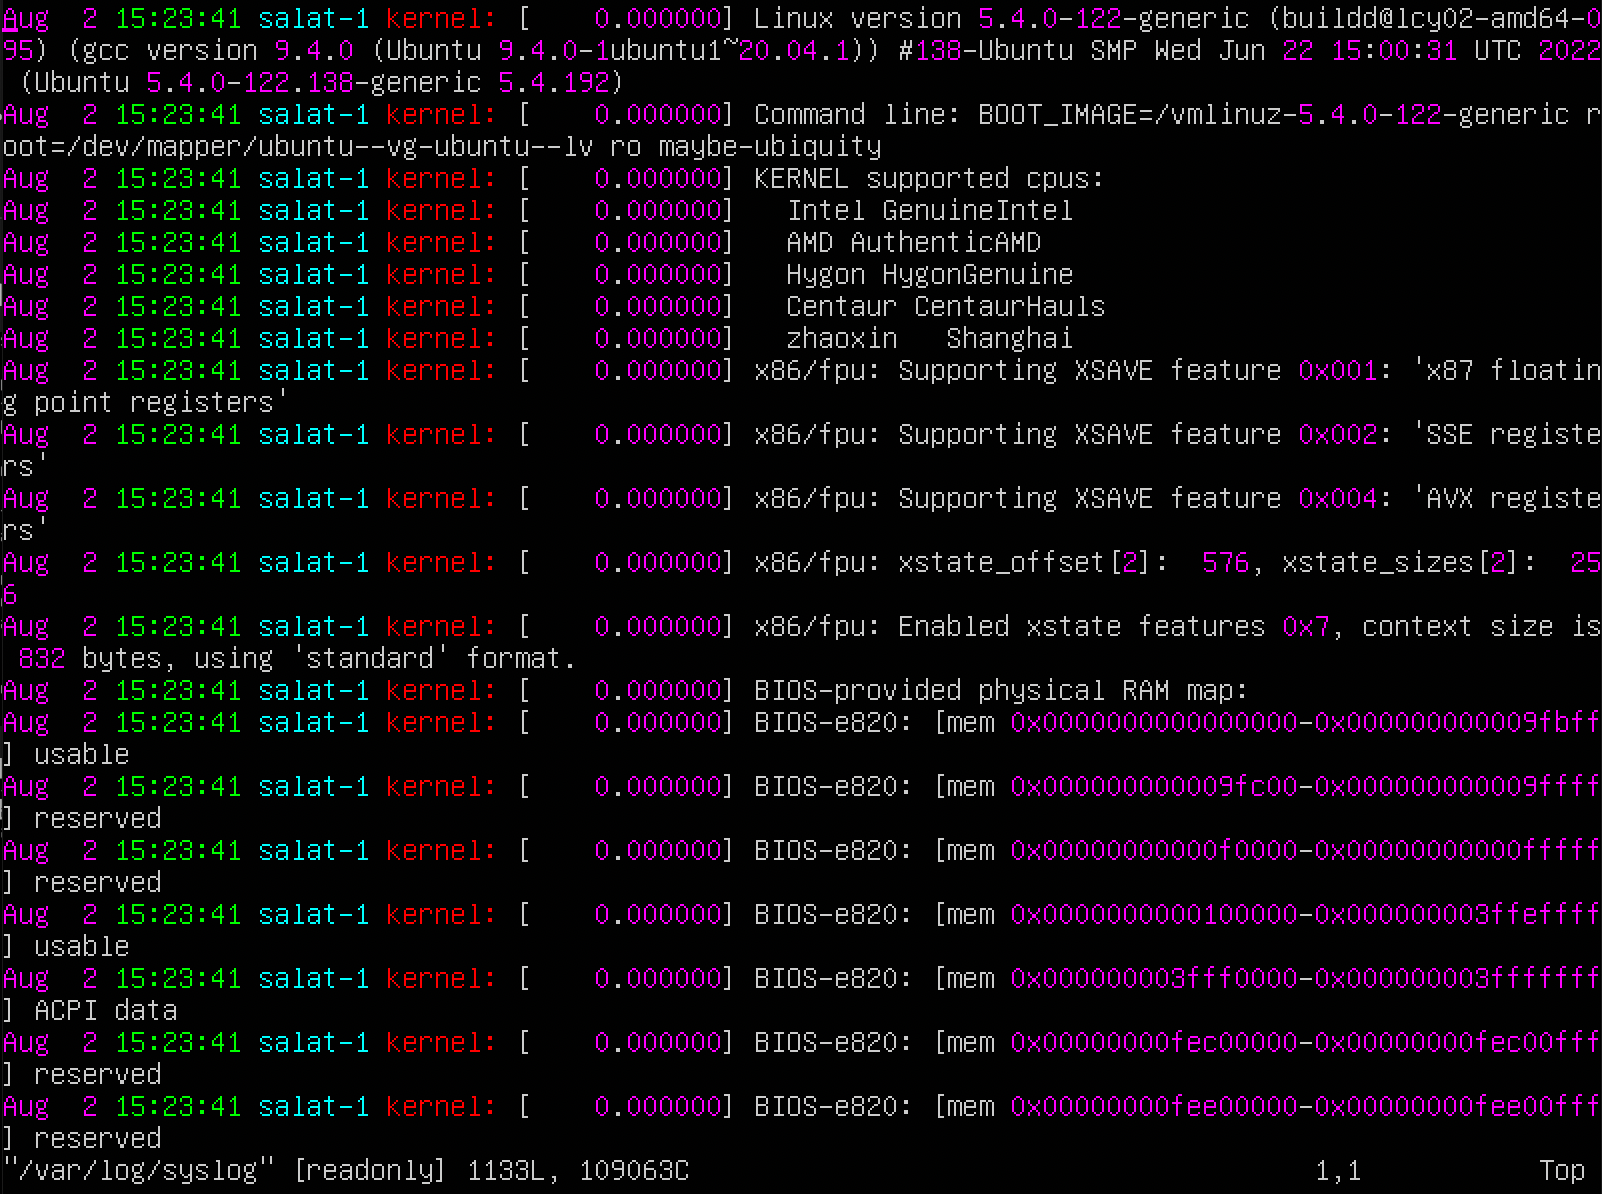 Aug  2 15:23:41 salat-1 kernel: [    0.000000] Linux version 5.4.0-122-generic (buildd@lcy02-amd64-0
95) (gcc version 9.4.0 (Ubuntu 9.4.0-1ubuntu1~20.04.1)) #138-Ubuntu SMP Wed Jun 22 15:00:31 UTC 2022
 (Ubuntu 5.4.0-122.138-generic 5.4.192)
Aug  2 15:23:41 salat-1 kernel: [    0.000000] Command line: BOOT_IMAGE=/vmlinuz-5.4.0-122-generic r
oot=/dev/mapper/ubuntu--vg-ubuntu--lv ro maybe-ubiquity
Aug  2 15:23:41 salat-1 kernel: [    0.000000] KERNEL supported cpus:
Aug  2 15:23:41 salat-1 kernel: [    0.000000]   Intel GenuineIntel
Aug  2 15:23:41 salat-1 kernel: [    0.000000]   AMD AuthenticAMD
Aug  2 15:23:41 salat-1 kernel: [    0.000000]   Hygon HygonGenuine
Aug  2 15:23:41 salat-1 kernel: [    0.000000]   Centaur CentaurHauls
Aug  2 15:23:41 salat-1 kernel: [    0.000000]   zhaoxin   Shanghai
Aug  2 15:23:41 salat-1 kernel: [    0.000000] x86/fpu: Supporting XSAVE feature 0x001: 'x87 floatin
g point registers'
Aug  2 15:23:41 salat-1 kernel: [    0.000000] x86/fpu: Supporting XSAVE feature 0x002: 'SSE registe
rs'
Aug  2 15:23:41 salat-1 kernel: [    0.000000] x86/fpu: Supporting XSAVE feature 0x004: 'AVX registe
rs'
Aug  2 15:23:41 salat-1 kernel: [    0.000000] x86/fpu: xstate_offset[2]:  576, xstate_sizes[2]:  25
6
Aug  2 15:23:41 salat-1 kernel: [    0.000000] x86/fpu: Enabled xstate features 0x7, context size is
 832 bytes, using 'standard' format.
Aug  2 15:23:41 salat-1 kernel: [    0.000000] BIOS-provided physical RAM map:
Aug  2 15:23:41 salat-1 kernel: [    0.000000] BIOS-e820: [mem 0x0000000000000000-0x000000000009fbff
] usable
Aug  2 15:23:41 salat-1 kernel: [    0.000000] BIOS-e820: [mem 0x000000000009fc00-0x000000000009ffff
] reserved
Aug  2 15:23:41 salat-1 kernel: [    0.000000] BIOS-e820: [mem 0x00000000000f0000-0x00000000000fffff
] reserved
Aug  2 15:23:41 salat-1 kernel: [    0.000000] BIOS-e820: [mem 0x0000000000100000-0x000000003ffeffff
] usable
Aug  2 15:23:41 salat-1 kernel: [    0.000000] BIOS-e820: [mem 0x000000003fff0000-0x000000003fffffff
] ACPI data
Aug  2 15:23:41 salat-1 kernel: [    0.000000] BIOS-e820: [mem 0x00000000fec00000-0x00000000fec00fff
] reserved
Aug  2 15:23:41 salat-1 kernel: [    0.000000] BIOS-e820: [mem 0x00000000fee00000-0x00000000fee00fff
] reserved
"/var/log/syslog" [readonly] 1133L, 109063C    1,1    Top